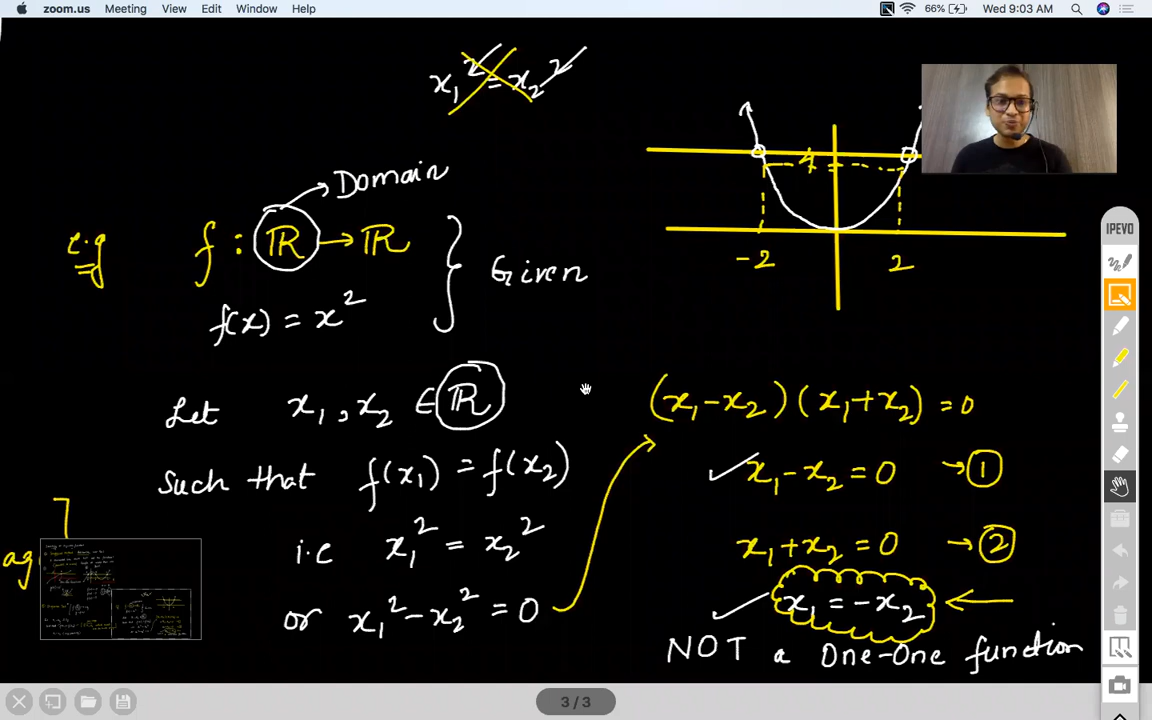 zoom.us Meeting View Edit Window Help 66% Wed 9:03 AM
x₁² = x₂²
Domain
e.g f : ℝ → ℝ
f(x) = x²
Given
4
-2 2
IPEVO
Let x₁, x₂ ∈ ℝ
Such that f(x₁) = f(x₂)
i.e x₁² = x₂²
or x₁² - x₂² = 0
(x₁-x₂)(x₁+x₂) = 0
x₁-x₂ = 0 → ①
x₁+x₂ = 0 → ②
x₁ = -x₂
NOT a One-One function
3 / 3